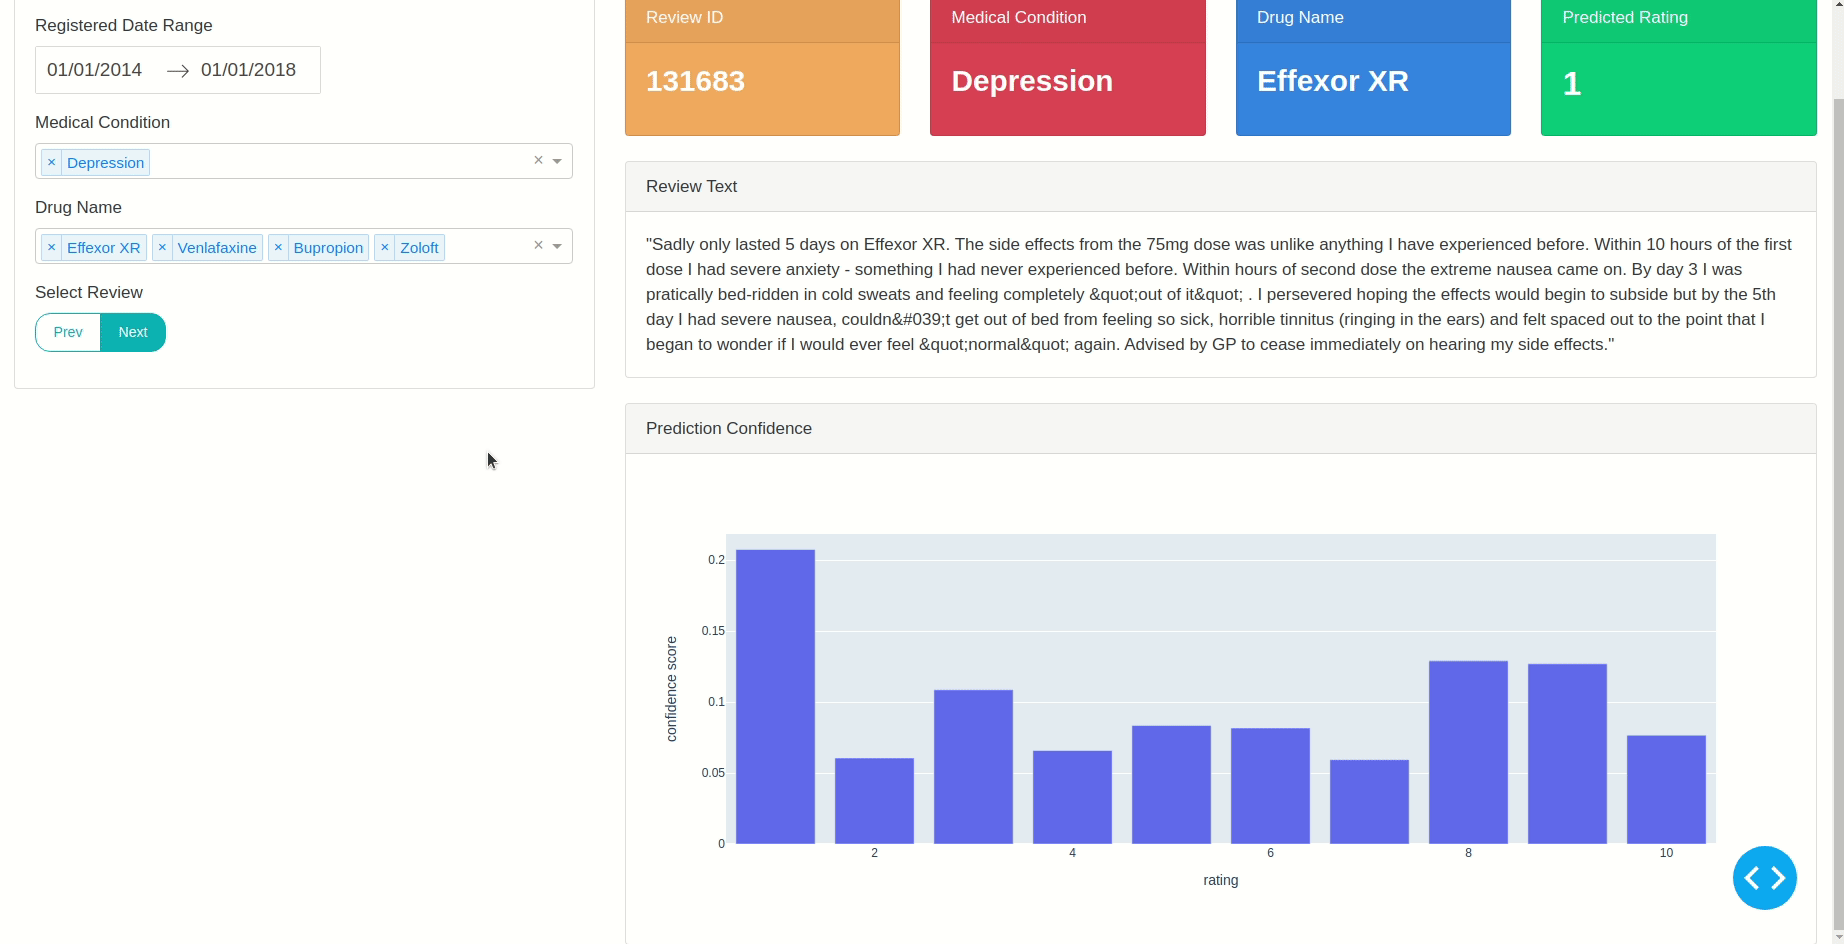 Registered Date Range
01/01/2014 → 01/01/2018
Medical Condition
× Depression ×
Drug Name
× Effexor XR × Venlafaxine × Bupropion × Zoloft ×
Select Review
Prev Next
Review ID
131683
Medical Condition
Depression
Drug Name
Effexor XR
Predicted Rating
1
Review Text
"Sadly only lasted 5 days on Effexor XR. The side effects from the 75mg dose was unlike anything I have experienced before. Within 10 hours of the first
dose I had severe anxiety - something I had never experienced before. Within hours of second dose the extreme nausea came on. By day 3 I was
pratically bed-ridden in cold sweats and feeling completely &quot;out of it&quot; . I persevered hoping the effects would begin to subside but by the 5th
day I had severe nausea, couldn&#039;t get out of bed from feeling so sick, horrible tinnitus (ringing in the ears) and felt spaced out to the point that I
began to wonder if I would ever feel &quot;normal&quot; again. Advised by GP to cease immediately on hearing my side effects."
Prediction Confidence
0.2
0.15
0.1
0.05
0
confidence score
2 4 6 8 10
rating